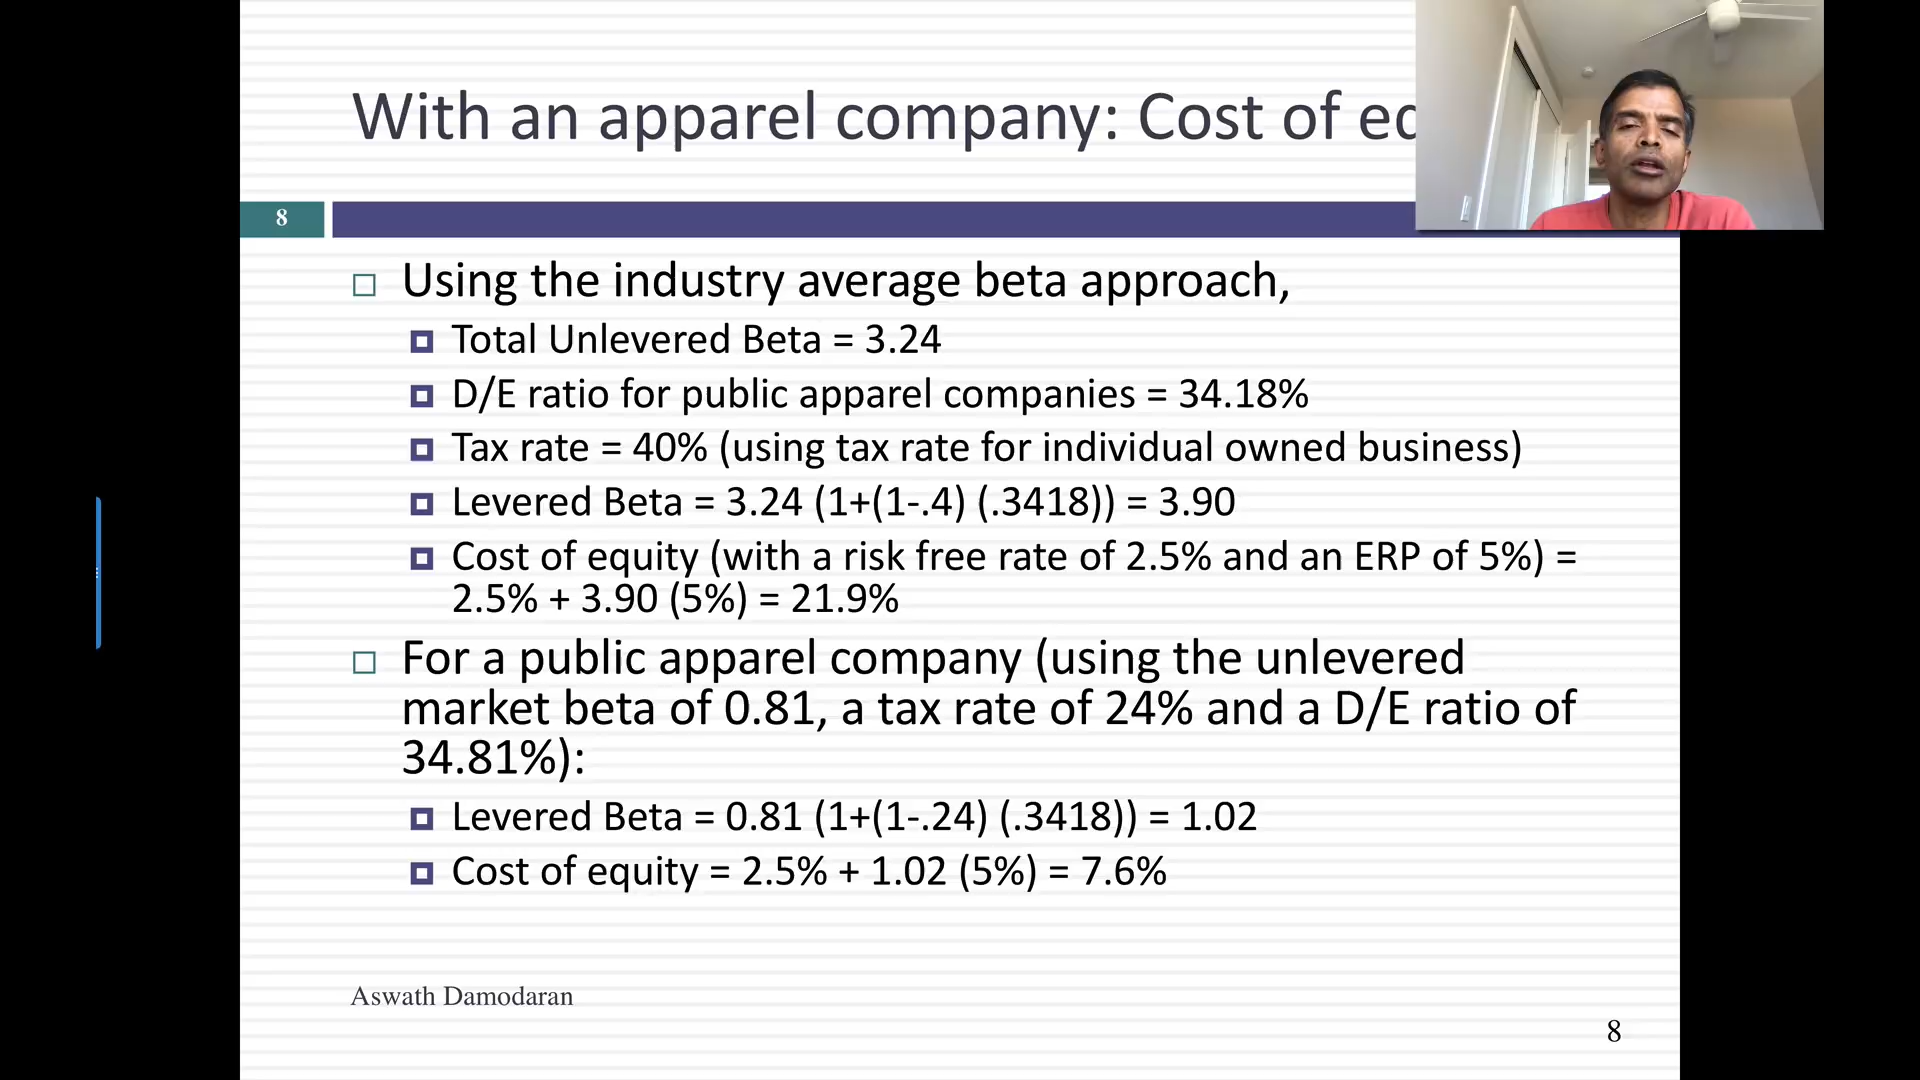 With an apparel company: Cost of
8
Using the industry average beta approach,
Total Unlevered Beta = 3.24
D/E ratio for public apparel companies = 34.18%
Tax rate = 40% (using tax rate for individual owned business)
Levered Beta = 3.24 (1+(1-.4) (.3418)) = 3.90
Cost of equity (with a risk free rate of 2.5% and an ERP of 5%) =
2.5% + 3.90 (5%) = 21.9%
For a public apparel company (using the unlevered
market beta of 0.81, a tax rate of 24% and a D/E ratio of
34.81%):
Levered Beta = 0.81 (1+(1-.24) (.3418)) = 1.02
Cost of equity = 2.5% + 1.02 (5%) = 7.6%
Aswath Damodaran
8